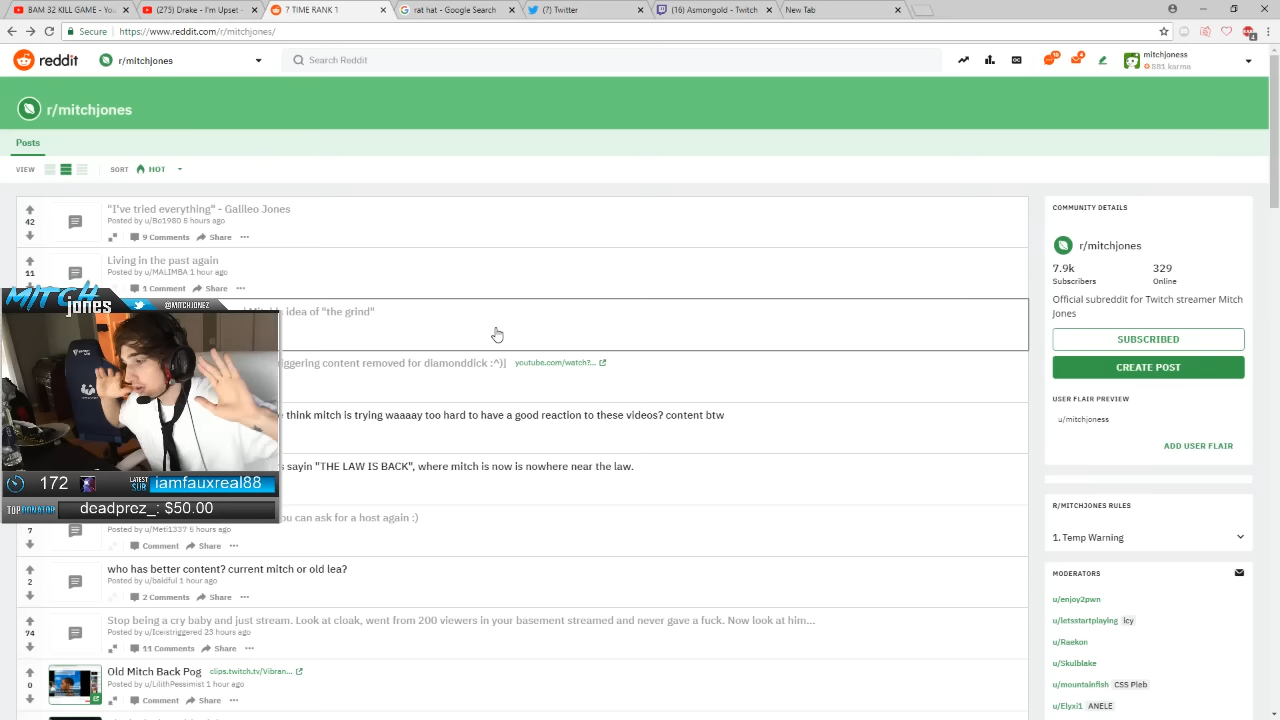 BAM 32 KILL GAME - Yo
(275) Drake - I'm Upset -
? TIME RANK 1
rat hat - Google Search
(7) Twitter
(16) Asmongold - Twitch
New Tab
Secure
https://www.reddit.com/r/mitchjones/
reddit
r/mitchjones
Search Reddit
mitchjoness
881 karma
r/mitchjones
Posts
VIEW
SORT
HOT
42
"I've tried everything" - Galileo Jones
Posted by u/Bo1980 5 hours ago
9 Comments
Share
11
Living in the past again
Posted by u/MALIMBA 1 hour ago
1 Comment
Share
idea of "the grind"
iggering content removed for diamonddick :^)]
youtube.com/watch?...
think mitch is trying waaaay too hard to have a good reaction to these videos? content btw
sayin "THE LAW IS BACK", where mitch is now is nowhere near the law.
ou can ask for a host again :)
7
Posted by u/Meti1337 5 hours ago
Comment
Share
2
who has better content? current mitch or old lea?
Posted by u/baidful 1 hour ago
2 Comments
Share
74
Stop being a cry baby and just stream. Look at cloak, went from 200 viewers in your basement streamed and never gave a fuck. Now look at him...
Posted by u/Iceistriggered 23 hours ago
11 Comments
Share
0
Old Mitch Back Pog
clips.twitch.tv/Vibran...
Posted by u/LilithPessimist 1 hour ago
Comment
Share
MITCH
JONES
@MITCHJONEZ
172
LATEST SUB
iamfauxreal88
TOP DONATOR
deadprez_: $50.00
COMMUNITY DETAILS
r/mitchjones
7.9k
329
Subscribers
Online
Official subreddit for Twitch streamer Mitch
Jones
SUBSCRIBED
CREATE POST
USER FLAIR PREVIEW
u/mitchjoness
ADD USER FLAIR
R/MITCHJONES RULES
1. Temp Warning
MODERATORS
u/enjoy2pwn
u/letsstartplaying icy
u/Raekon
u/Skulblake
u/mountainfish CSS Pleb
u/Elyxi1 ANELE